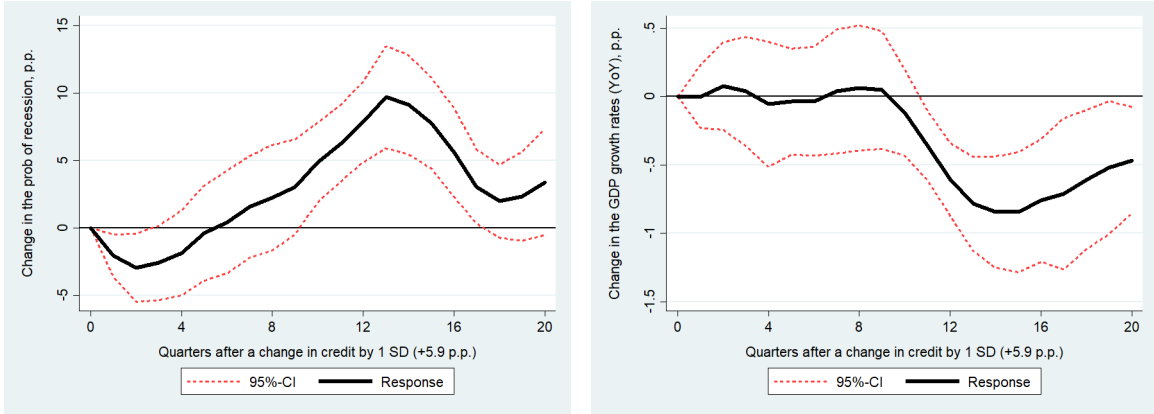 Change in the prob of recession, p.p.
15
10
5
0
-5
0 4 8 12 16 20
Quarters after a change in credit by 1 SD (+5.9 p.p.)
95%-CI Response
Change in the GDP growth rates (YoY), p.p.
.5
0
-.5
-1
-1.5
0 4 8 12 16 20
Quarters after a change in credit by 1 SD (+5.9 p.p.)
95%-CI Response